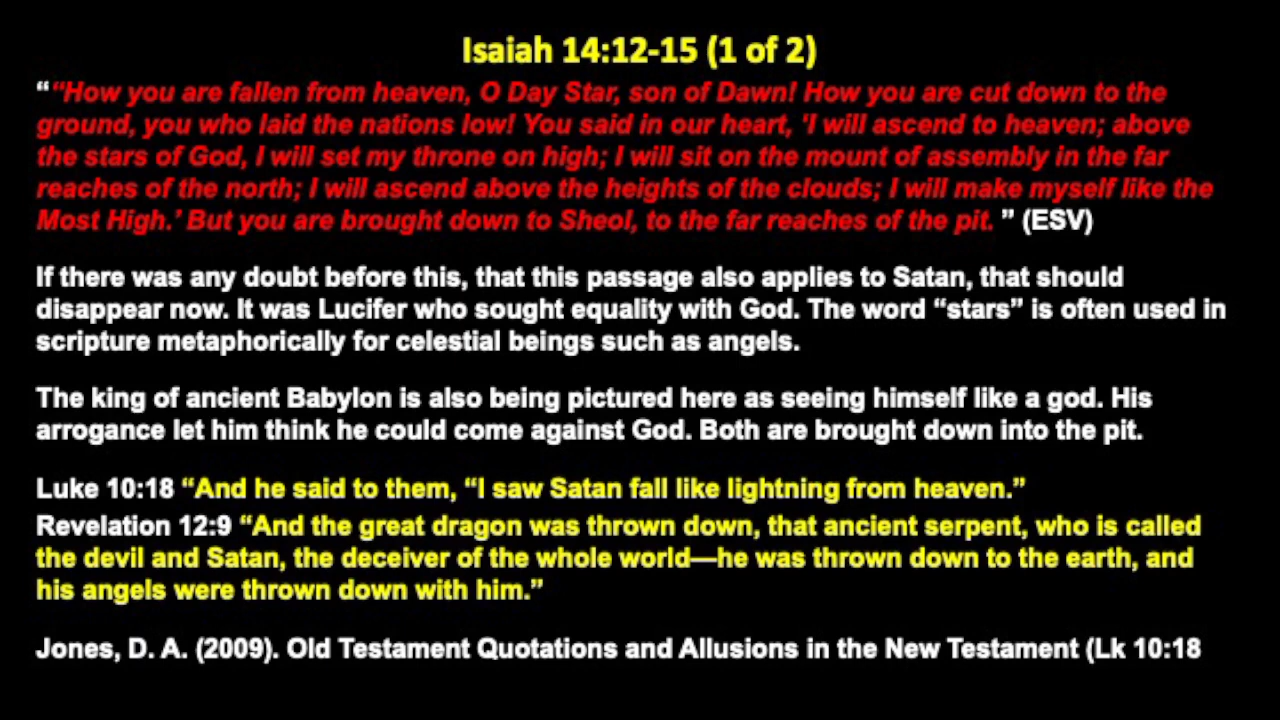 Isaiah 14:12-15 (1 of 2)
““How you are fallen from heaven, O Day Star, son of Dawn! How you are cut down to the
ground, you who laid the nations low! You said in our heart, ‘I will ascend to heaven; above
the stars of God, I will set my throne on high; I will sit on the mount of assembly in the far
reaches of the north; I will ascend above the heights of the clouds; I will make myself like the
Most High.’ But you are brought down to Sheol, to the far reaches of the pit. ” (ESV)
If there was any doubt before this, that this passage also applies to Satan, that should
disappear now. It was Lucifer who sought equality with God. The word “stars” is often used in
scripture metaphorically for celestial beings such as angels.
The king of ancient Babylon is also being pictured here as seeing himself like a god. His
arrogance let him think he could come against God. Both are brought down into the pit.
Luke 10:18 “And he said to them, “I saw Satan fall like lightning from heaven.”
Revelation 12:9 “And the great dragon was thrown down, that ancient serpent, who is called
the devil and Satan, the deceiver of the whole world—he was thrown down to the earth, and
his angels were thrown down with him.”
Jones, D. A. (2009). Old Testament Quotations and Allusions in the New Testament (Lk 10:18